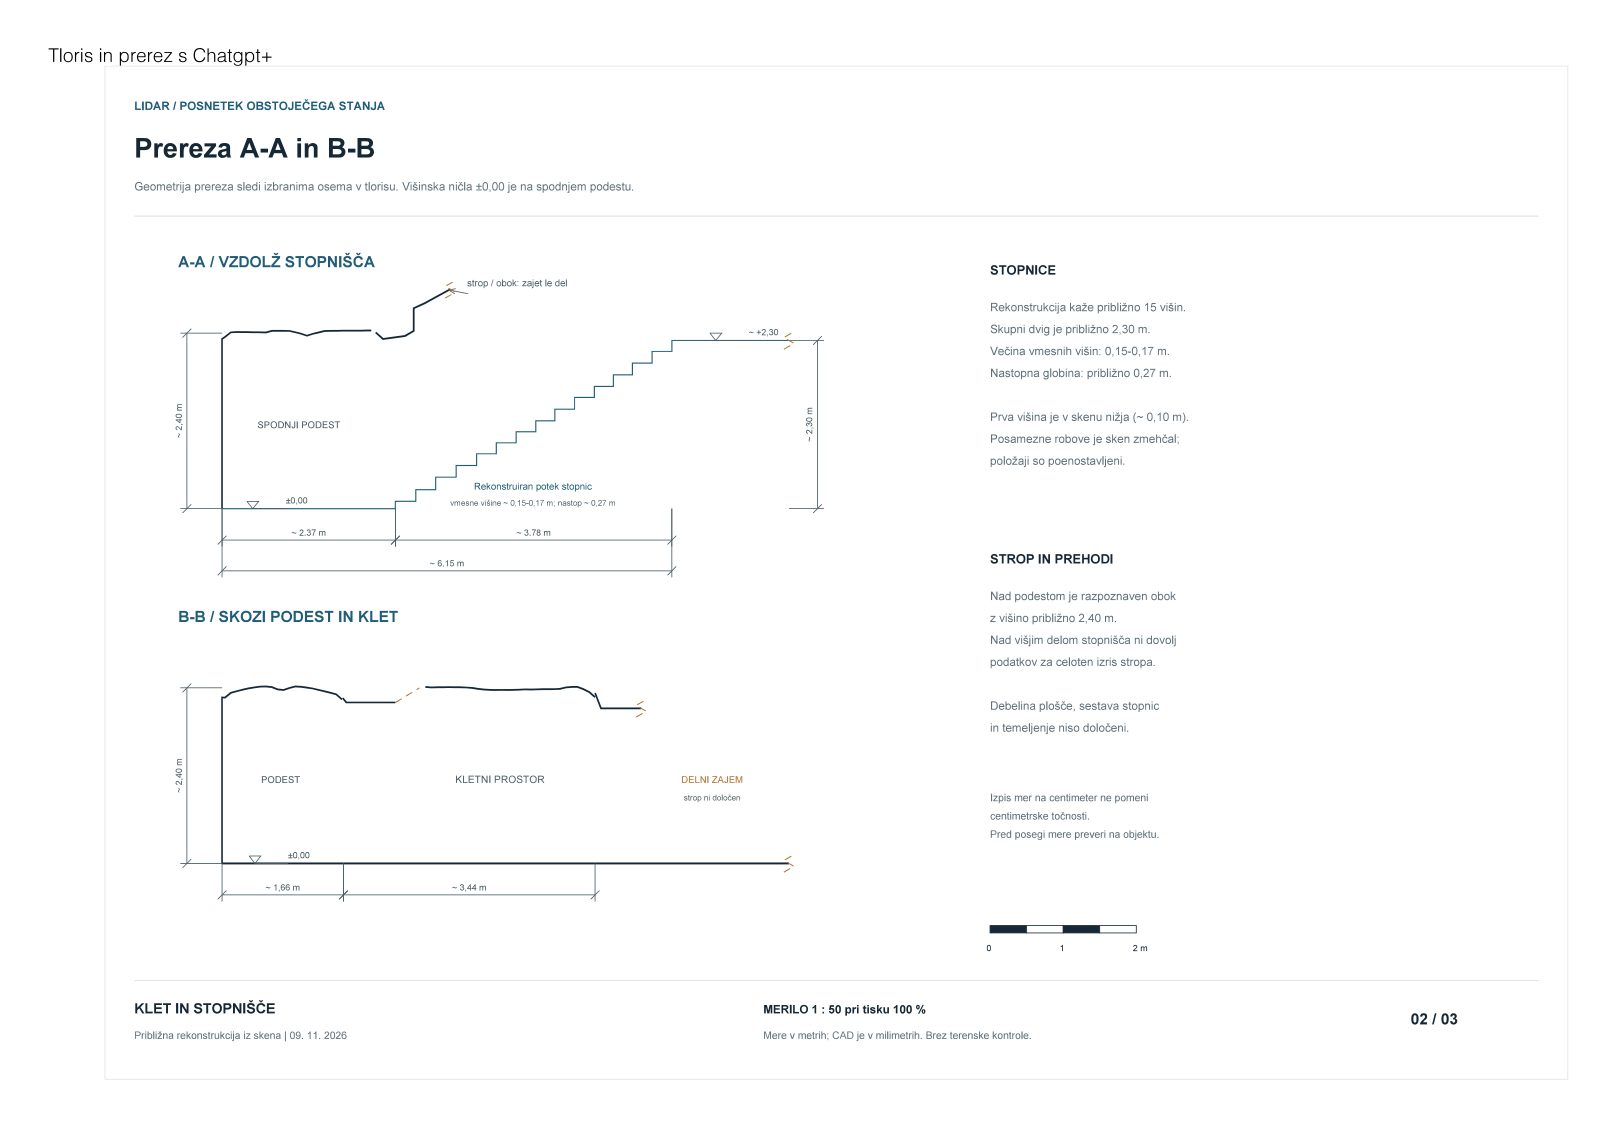 Tloris in prerez s Chatgpt+
LIDAR / POSNETEK OBSTOJEČEGA STANJA
Prereza A-A in B-B
Geometrija prereza sledi izbranima osema v tlorisu. Višinska ničla ±0,00 je na spodnjem podestu.
A-A / VZDOLŽ STOPNIŠČA
strop / obok: zajet le del
~ +2,30
~ 2,40 m
SPODNJI PODEST
~ 2,30 m
Rekonstruiran potek stopnic
vmesne višine ~ 0,15-0,17 m; nastop ~ 0,27 m
±0,00
~ 2.37 m
~ 3.78 m
~ 6,15 m
B-B / SKOZI PODEST IN KLET
~ 2,40 m
PODEST
KLETNI PROSTOR
DELNI ZAJEM
strop ni določen
±0,00
~ 1,66 m
~ 3,44 m
STOPNICE
Rekonstrukcija kaže približno 15 višin.
Skupni dvig je približno 2,30 m.
Večina vmesnih višin: 0,15-0,17 m.
Nastopna globina: približno 0,27 m.
Prva višina je v skenu nižja (~ 0,10 m).
Posamezne robove je sken zmehčal;
položaji so poenostavljeni.
STROP IN PREHODI
Nad podestom je razpoznaven obok
z višino približno 2,40 m.
Nad višjim delom stopnišča ni dovolj
podatkov za celoten izris stropa.
Debelina plošče, sestava stopnic
in temeljenje niso določeni.
Izpis mer na centimeter ne pomeni
centimetrske točnosti.
Pred posegi mere preveri na objektu.
0 1 2 m
KLET IN STOPNIŠČE
Približna rekonstrukcija iz skena | 09. 11. 2026
MERILO 1 : 50 pri tisku 100 %
Mere v metrih; CAD je v milimetrih. Brez terenske kontrole.
02 / 03